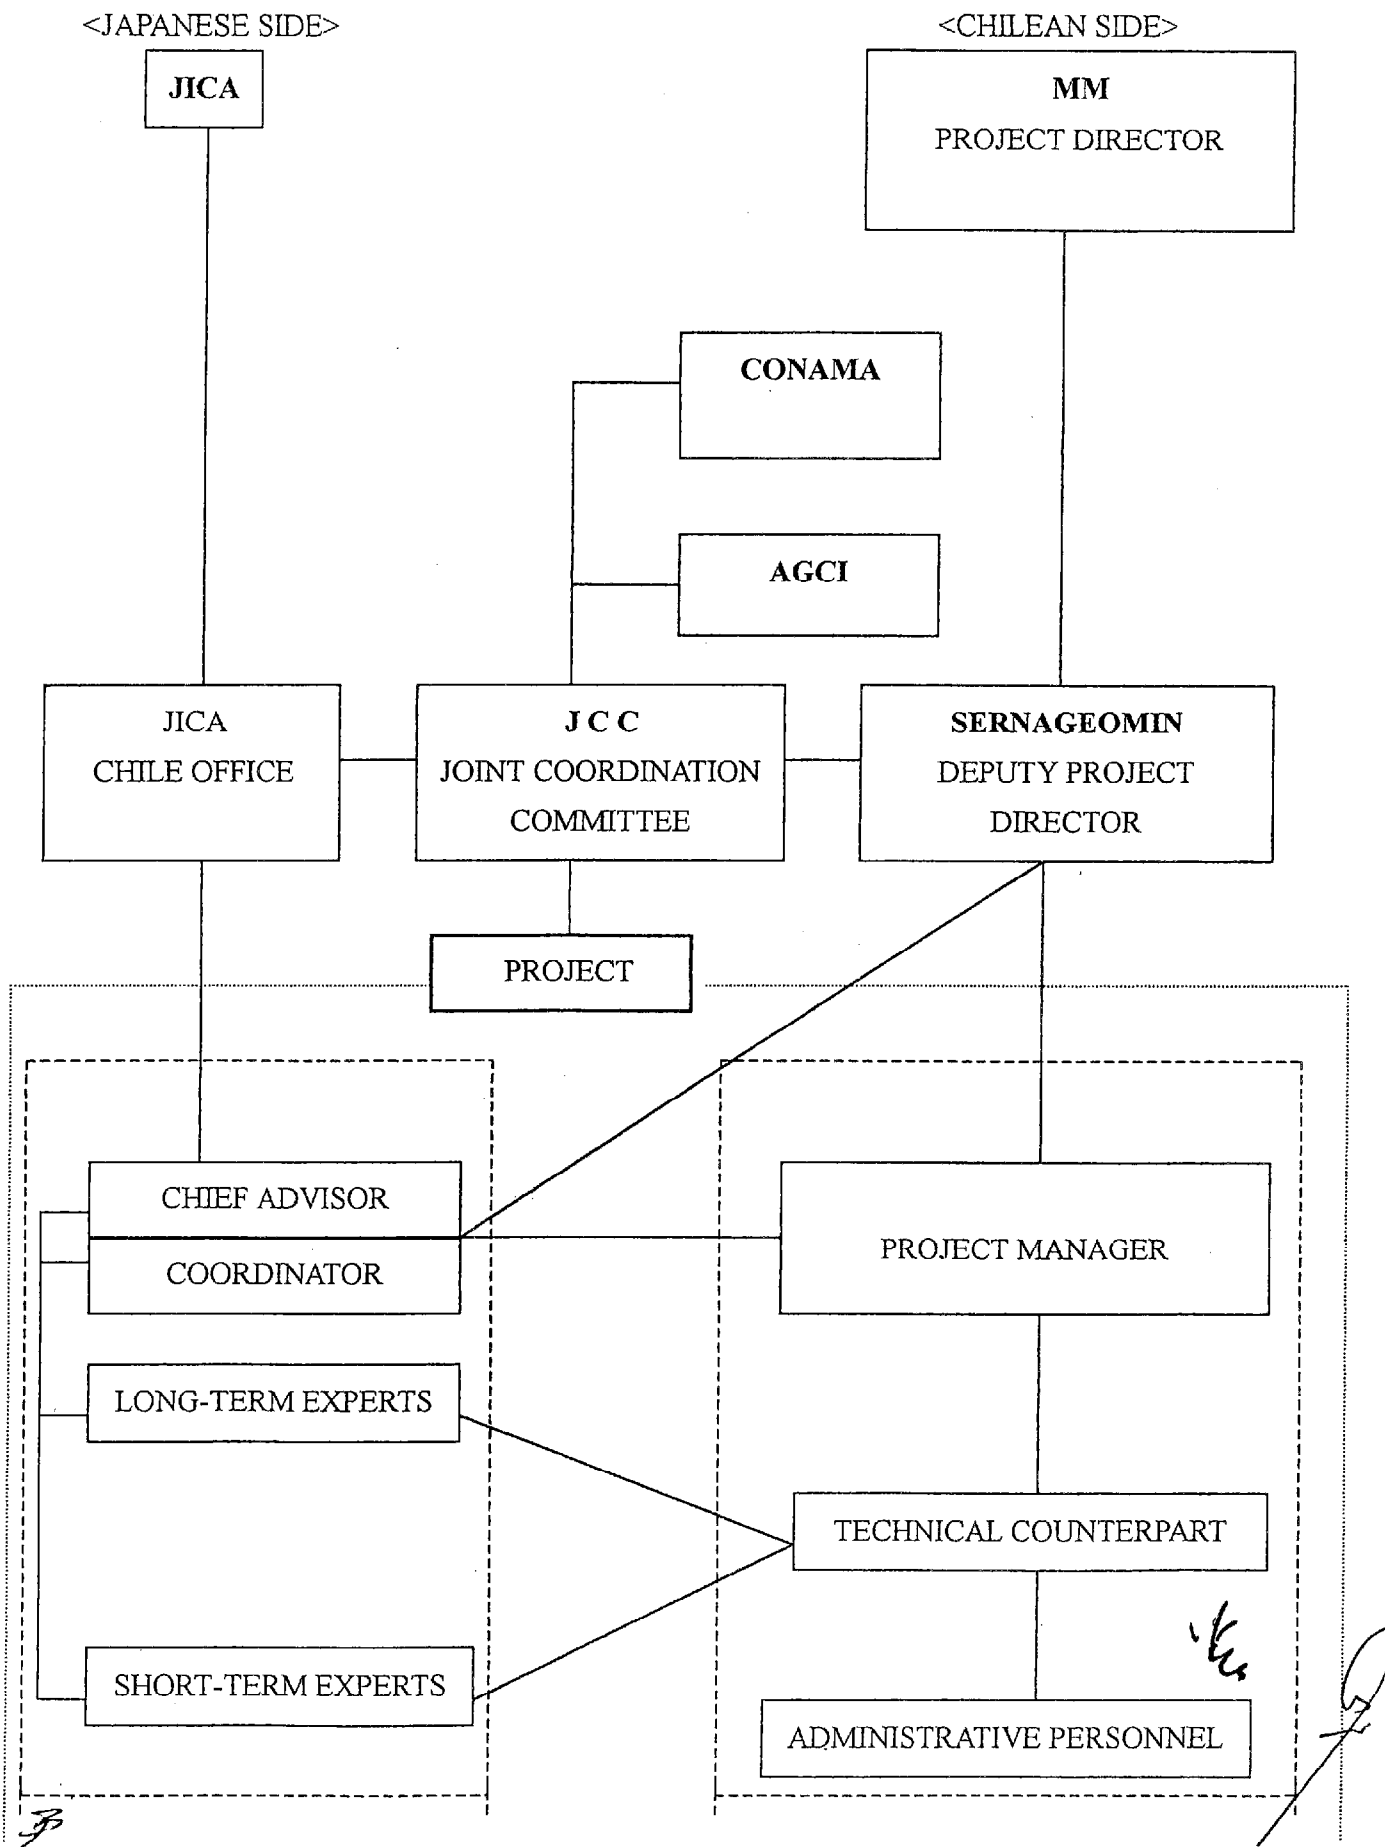 <JAPANESE SIDE>
<CHILEAN SIDE>
JICA
MM
PROJECT DIRECTOR
CONAMA
AGCI
JICA
CHILE OFFICE
J C C
JOINT COORDINATION
COMMITTEE
SERNAGEOMIN
DEPUTY PROJECT
DIRECTOR
PROJECT
CHIEF ADVISOR
COORDINATOR
PROJECT MANAGER
LONG-TERM EXPERTS
TECHNICAL COUNTERPART
SHORT-TERM EXPERTS
ADMINISTRATIVE PERSONNEL